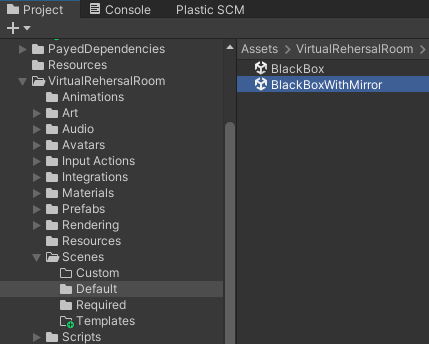 Project Console Plastic SCM
PayedDependencies
Resources
VirtualRehersalRoom
Animations
Art
Audio
Avatars
Input Actions
Integrations
Materials
Prefabs
Rendering
Resources
Scenes
Custom
Default
Required
Templates
Scripts
Assets > VirtualRehersalRoom >
BlackBox
BlackBoxWithMirror